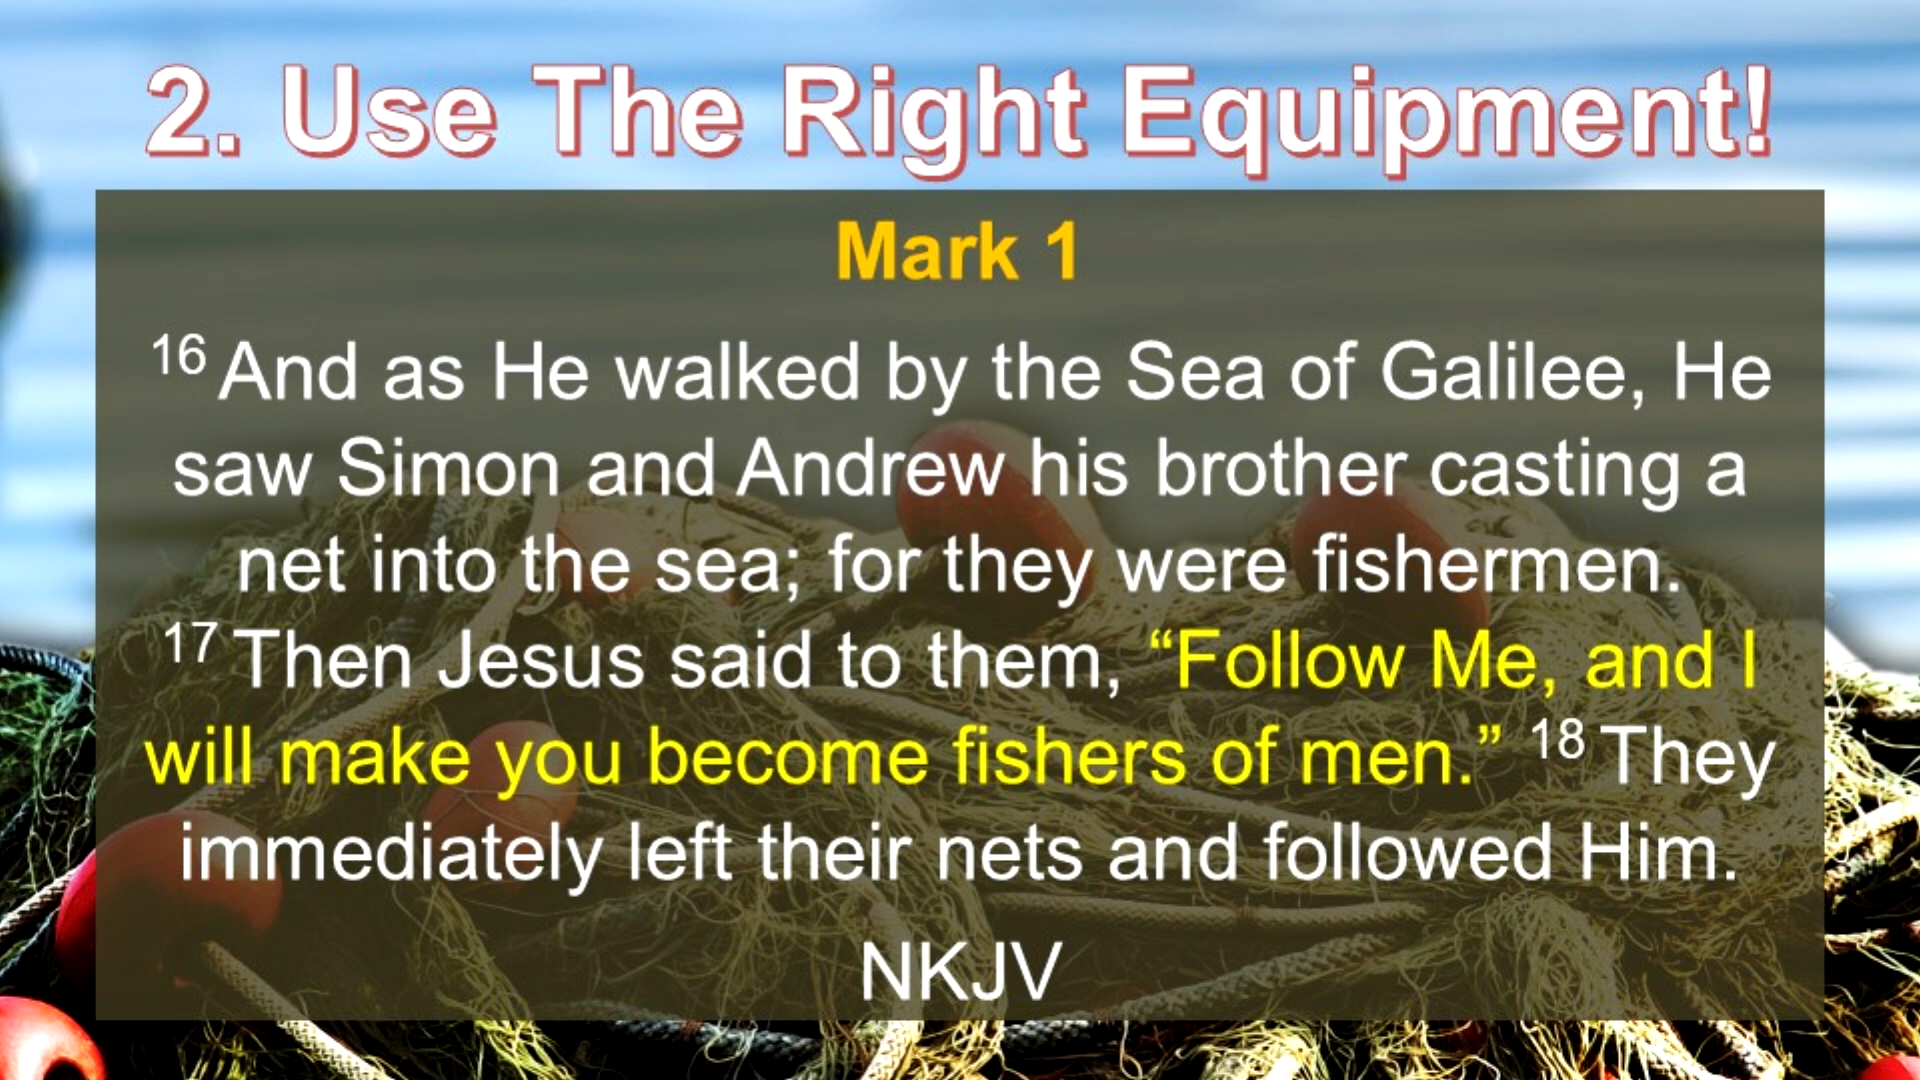 2. Use The Right Equipment!
Mark 1
16 And as He walked by the Sea of Galilee, He
saw Simon and Andrew his brother casting a
net into the sea; for they were fishermen.
17 Then Jesus said to them, “Follow Me, and I
will make you become fishers of men.” 18 They
immediately left their nets and followed Him.
NKJV